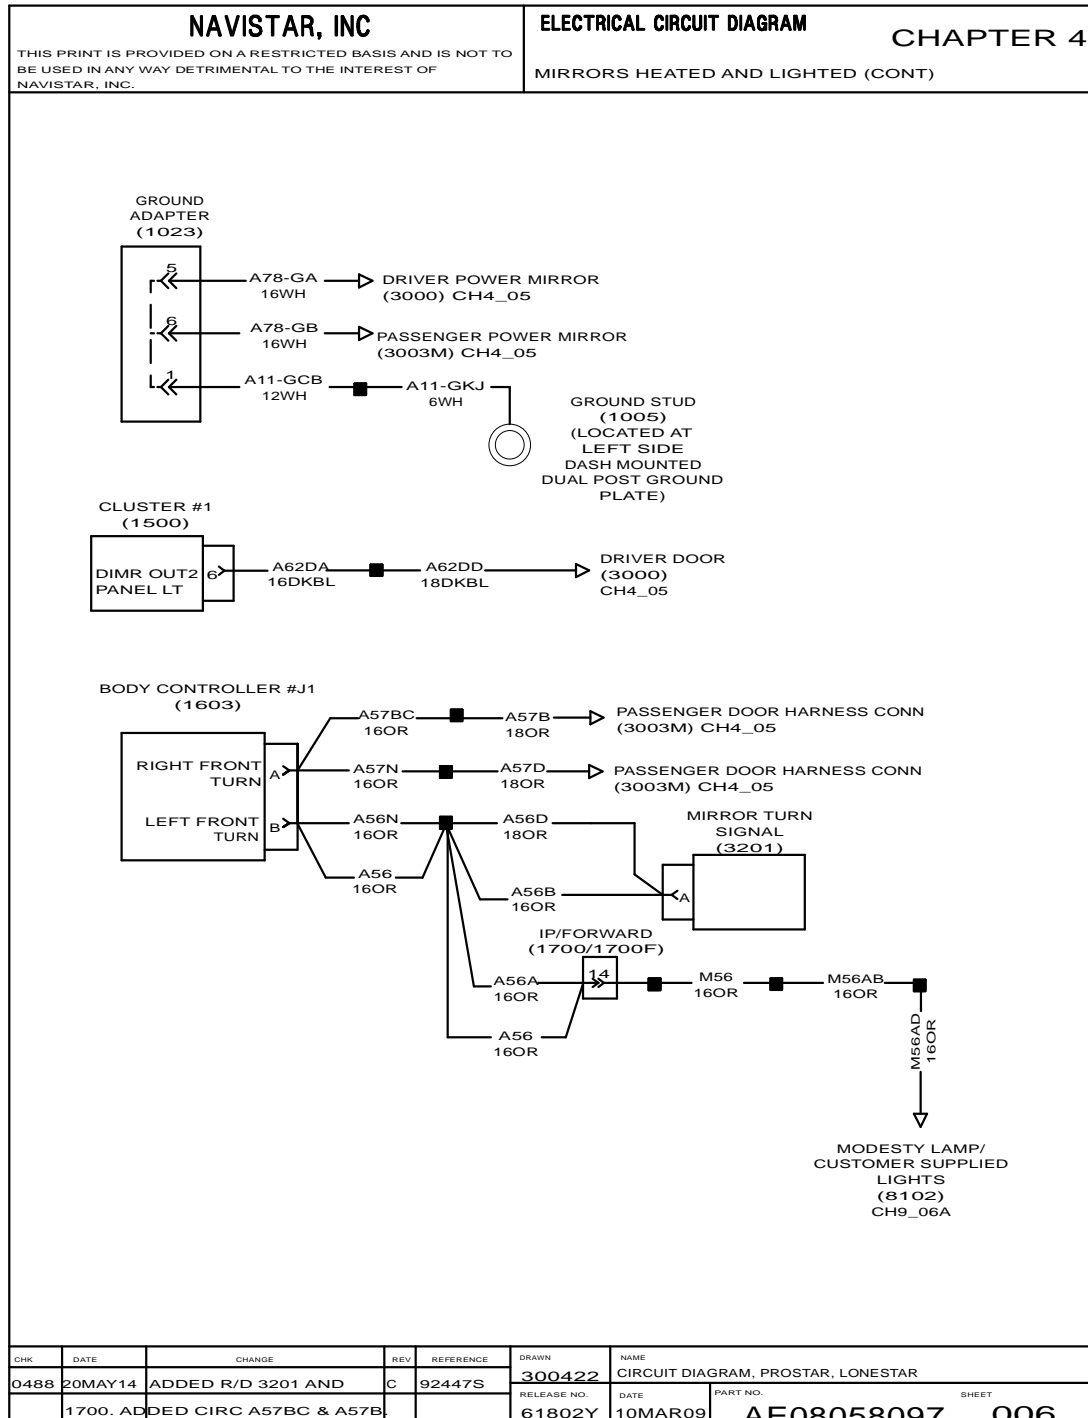 NAVISTAR, INC
THIS PRINT IS PROVIDED ON A RESTRICTED BASIS AND IS NOT TO
BE USED IN ANY WAY DETRIMENTAL TO THE INTEREST OF
NAVISTAR, INC.
ELECTRICAL CIRCUIT DIAGRAM
CHAPTER 4
MIRRORS HEATED AND LIGHTED (CONT)
GROUND
ADAPTER
(1023)
5
A78-GA
16WH
DRIVER POWER MIRROR
(3000) CH4_05
6
A78-GB
16WH
PASSENGER POWER MIRROR
(3003M) CH4_05
1
A11-GCB
12WH
A11-GKJ
6WH
GROUND STUD
(1005)
(LOCATED AT
LEFT SIDE
DASH MOUNTED
DUAL POST GROUND
PLATE)
CLUSTER #1
(1500)
DIMR OUT2
PANEL LT
6
A62DA
16DKBL
A62DD
18DKBL
DRIVER DOOR
(3000)
CH4_05
BODY CONTROLLER #J1
(1603)
RIGHT FRONT
TURN
A
LEFT FRONT
TURN
B
A57BC
16OR
A57B
18OR
PASSENGER DOOR HARNESS CONN
(3003M) CH4_05
A57N
16OR
A57D
18OR
PASSENGER DOOR HARNESS CONN
(3003M) CH4_05
A56N
16OR
A56D
18OR
MIRROR TURN
SIGNAL
(3201)
A
A56
16OR
A56B
16OR
IP/FORWARD
(1700/1700F)
14
A56A
16OR
A56
16OR
M56
16OR
M56AB
16OR
M56AD
16OR
MODESTY LAMP/
CUSTOMER SUPPLIED
LIGHTS
(8102)
CH9_06A
CHK DATE CHANGE REV REFERENCE
0488 20MAY14 ADDED R/D 3201 AND C 92447S
1700. ADDED CIRC A57BC & A57B.
DRAWN
300422
NAME
CIRCUIT DIAGRAM, PROSTAR, LONESTAR
RELEASE NO.
61802Y
DATE
10MAR09
PART NO.
AE08058097
SHEET
006